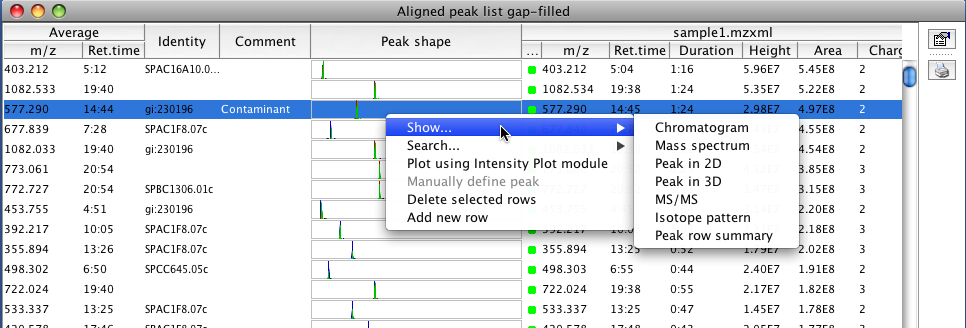 Aligned peak list gap-filled
Average Identity Comment Peak shape sample1.mzxml
m/z Ret.time ... m/z Ret.time Duration Height Area
403.212 5:12 SPAC16A10.0... 403.212 5:04 1:16 5.96E7 5.45E8 2
1082.533 19:40 1082.534 19:38 1:24 5.35E7 5.22E8 2
577.290 14:44 gi:230196 Contaminant 577.290 14:45 1:24 2.98E7 4.97E8 2
677.839 7:28 SPAC1F8.07c 4.55E8 2
1082.033 19:40 gi:230196 4.54E8 2
773.061 20:54 3.85E8 3
772.727 20:54 SPBC1306.01c 3.15E8 3
453.755 4:51 gi:230196 2.20E8 2
392.217 10:05 SPAC1F8.07c 2.18E8 2
355.894 13:26 SPAC1F8.07c 355.894 13:25 0:52 1.79E7 2.02E8 3
498.302 6:50 SPCC645.05c 498.303 6:55 0:44 2.40E7 1.91E8 2
722.024 19:40 722.024 19:38 0:55 2.17E7 1.82E8 3
533.337 13:25 SPAC1F8.07c 533.337 13:25 0:47 1.45E7 1.78E8 2
Show...
Search...
Plot using Intensity Plot module
Manually define peak
Delete selected rows
Add new row
Chromatogram
Mass spectrum
Peak in 2D
Peak in 3D
MS/MS
Isotope pattern
Peak row summary